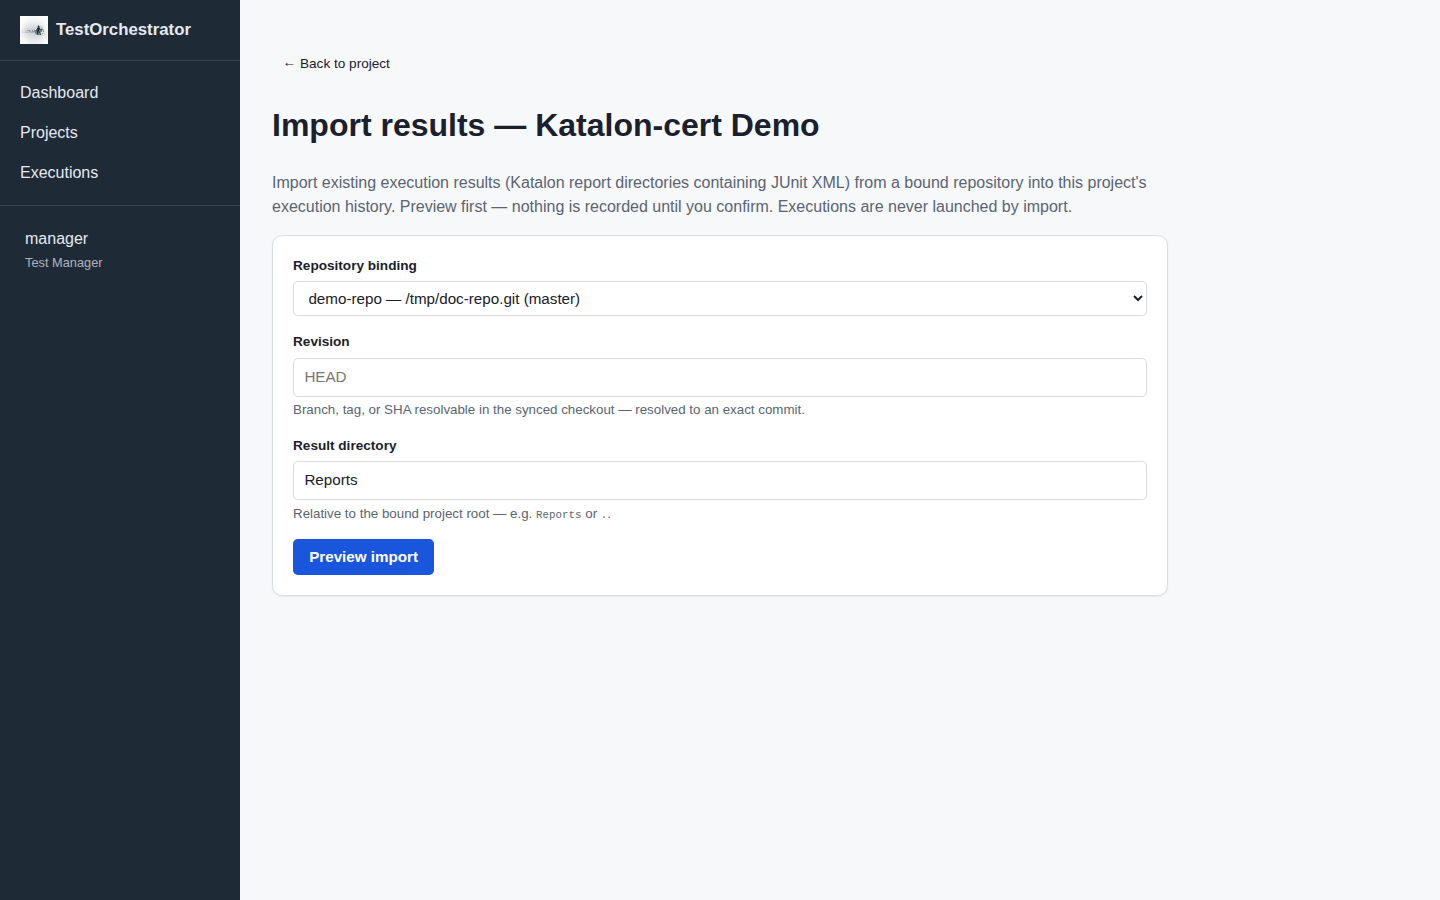 TestOrchestrator
Dashboard
Projects
Executions
manager
Test Manager
← Back to project
Import results — Katalon-cert Demo
Import existing execution results (Katalon report directories containing JUnit XML) from a bound repository into this project's
execution history. Preview first — nothing is recorded until you confirm. Executions are never launched by import.
Repository binding
demo-repo — /tmp/doc-repo.git (master)
Revision
HEAD
Branch, tag, or SHA resolvable in the synced checkout — resolved to an exact commit.
Result directory
Reports
Relative to the bound project root — e.g. Reports or ..
Preview import